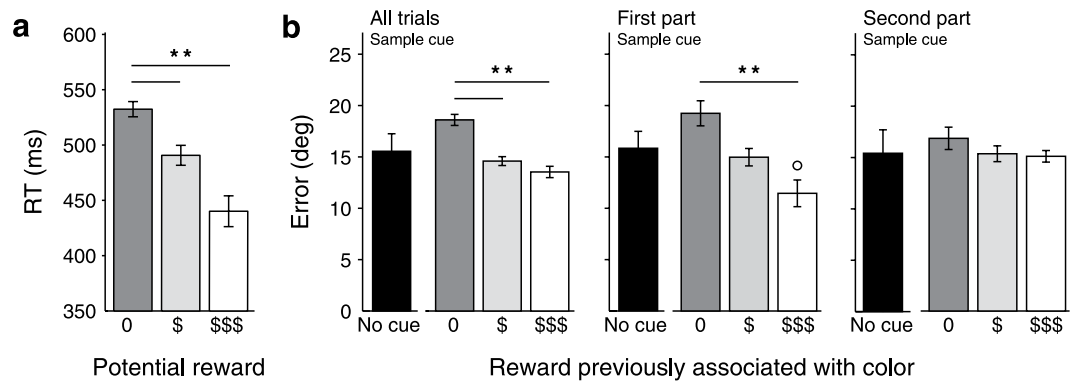 a
600
550
500
450
400
350
RT (ms)
**
0 $ $$$
Potential reward
b
All trials
Sample cue
25
20
15
10
5
0
Error (deg)
**
No cue 0 $ $$$
First part
Sample cue
**
No cue 0 $ $$$
Second part
Sample cue
No cue 0 $ $$$
Reward previously associated with color